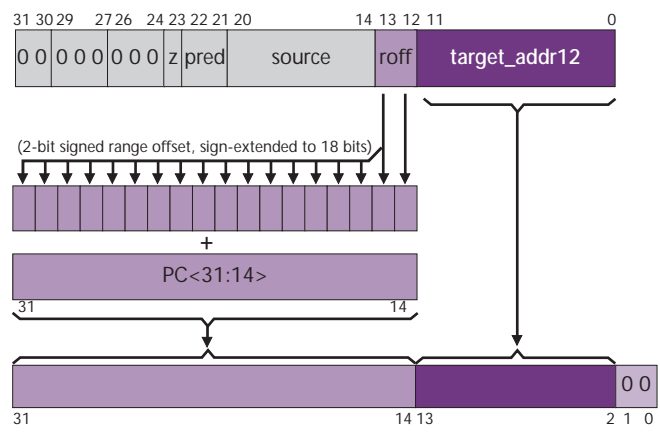 31 30 29 27 26 24 23 22 21 20 14 13 12 11 0
0 0 0 0 0 0 0 0 z pred source roff target_addr12
(2-bit signed range offset, sign-extended to 18 bits)
+
PC<31:14>
31 14
0 0
31 14 13 2 1 0